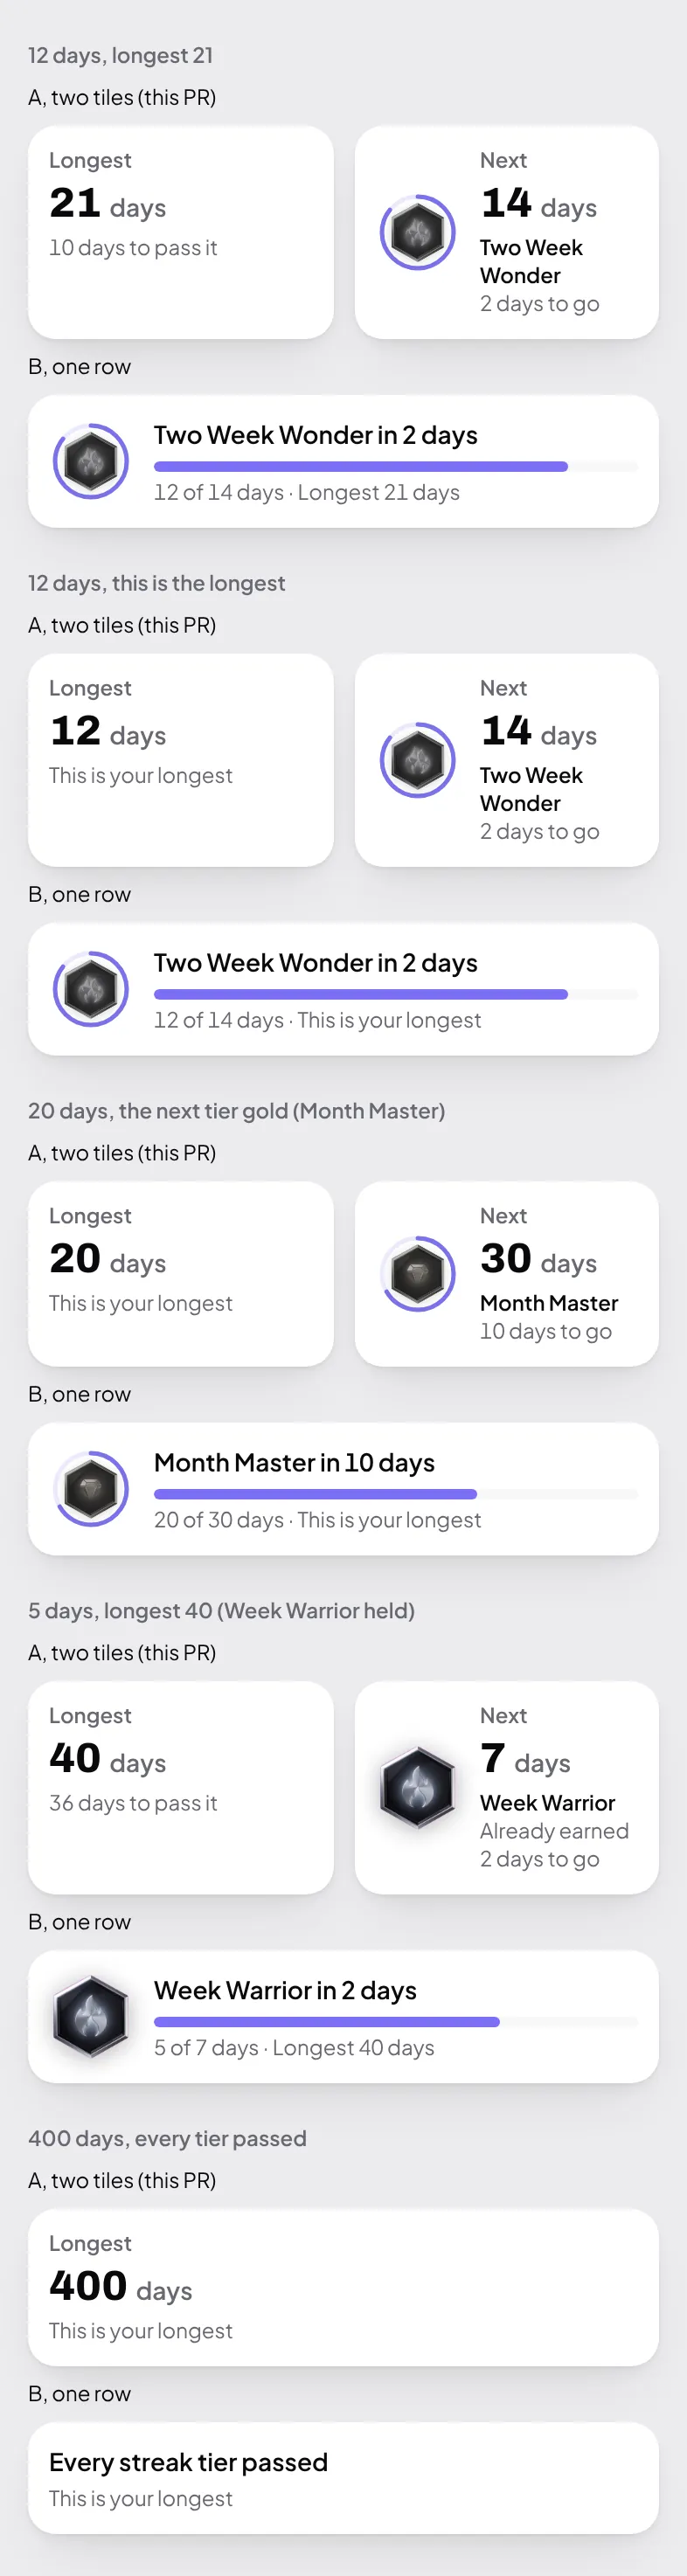 12 days, longest 21
A, two tiles (this PR)
Longest
21 days
10 days to pass it
Next
14 days
Two Week
Wonder
2 days to go
B, one row
Two Week Wonder in 2 days
12 of 14 days · Longest 21 days
12 days, this is the longest
A, two tiles (this PR)
Longest
12 days
This is your longest
Next
14 days
Two Week
Wonder
2 days to go
B, one row
Two Week Wonder in 2 days
12 of 14 days · This is your longest
20 days, the next tier gold (Month Master)
A, two tiles (this PR)
Longest
20 days
This is your longest
Next
30 days
Month Master
10 days to go
B, one row
Month Master in 10 days
20 of 30 days · This is your longest
5 days, longest 40 (Week Warrior held)
A, two tiles (this PR)
Longest
40 days
36 days to pass it
Next
7 days
Week Warrior
Already earned
2 days to go
B, one row
Week Warrior in 2 days
5 of 7 days · Longest 40 days
400 days, every tier passed
A, two tiles (this PR)
Longest
400 days
This is your longest
B, one row
Every streak tier passed
This is your longest